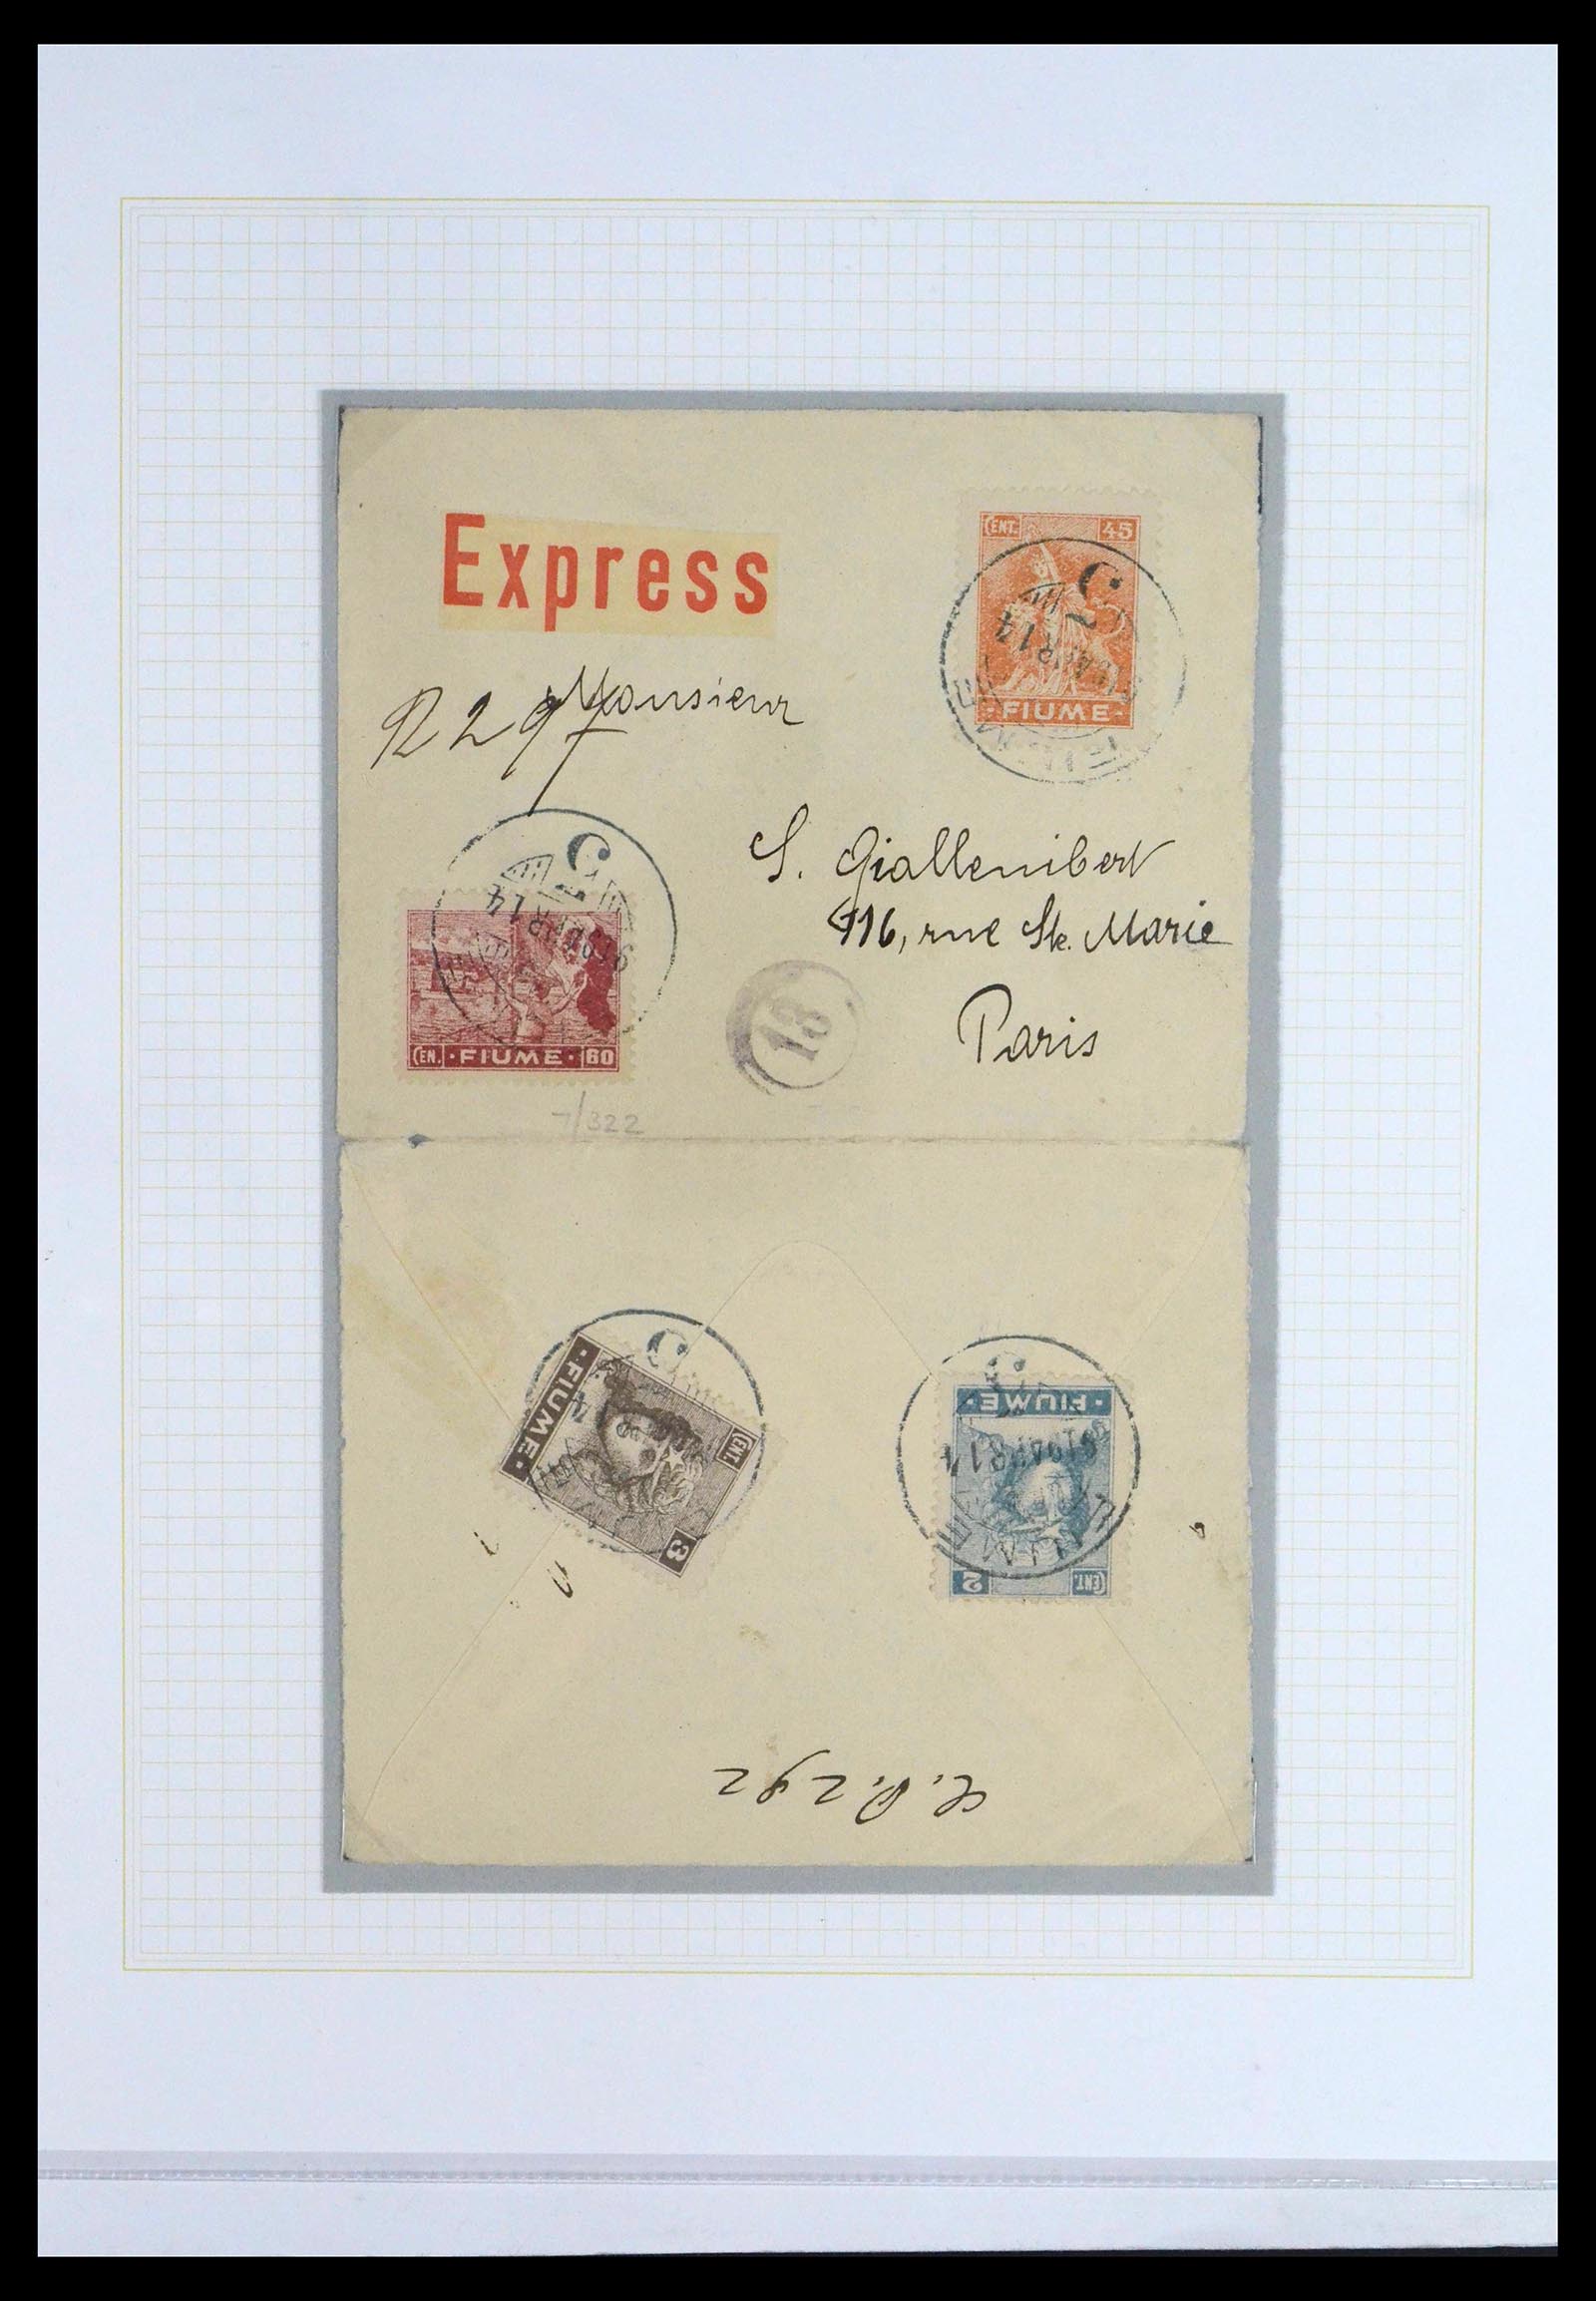 Express
CENT. 45
FIUME
R 297
Monsieur
S. Giallenibert
116, rue Ste. Marie
Paris
CEN. · FIUME · 60
13
7/322
· FIUME ·
CENT.
3
· FIUME ·
2 CENT.